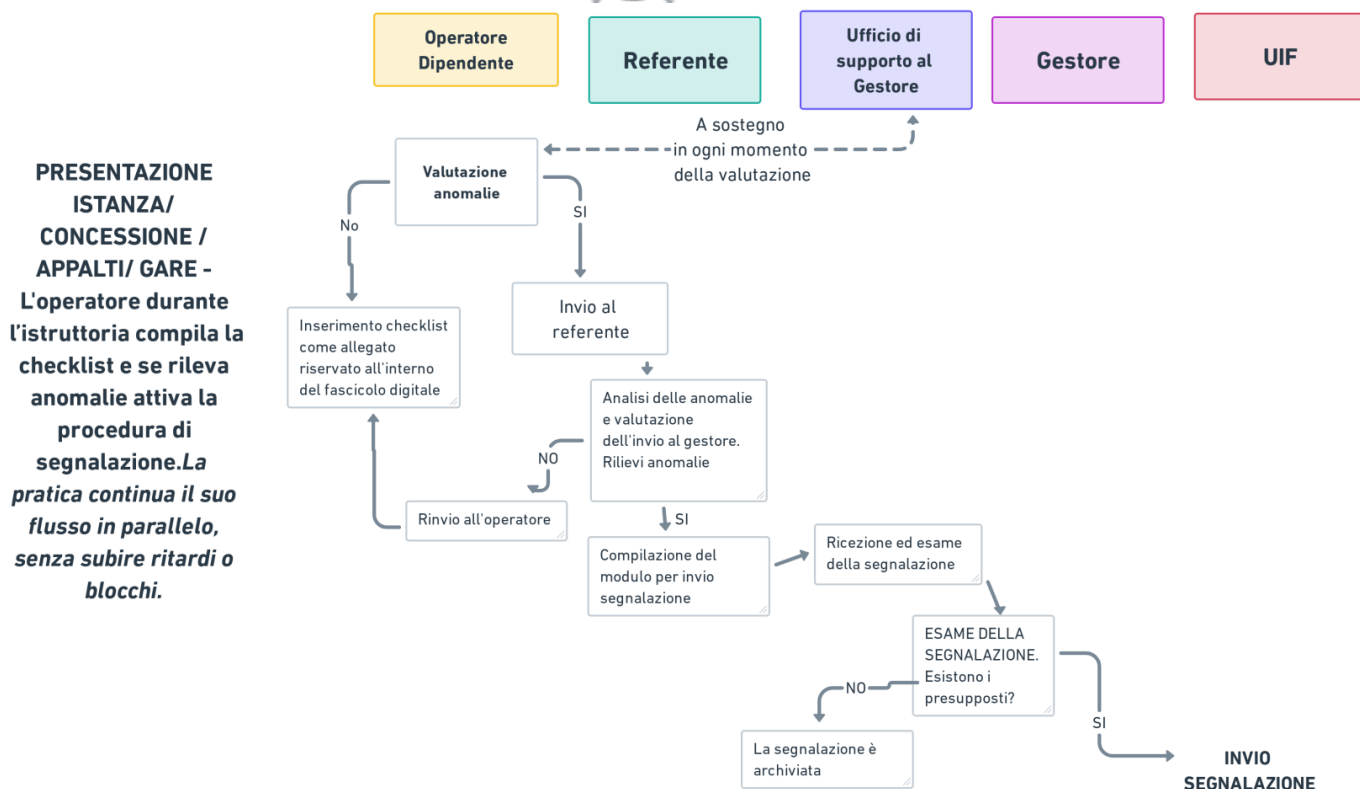 Operatore
Dipendente
Referente
Ufficio di
supporto al
Gestore
Gestore
UIF
A sostegno
in ogni momento
della valutazione
PRESENTAZIONE
ISTANZA/
CONCESSIONE /
APPALTI/ GARE -
L'operatore durante
l’istruttoria compila la
checklist e se rileva
anomalie attiva la
procedura di
segnalazione.La
pratica continua il suo
flusso in parallelo,
senza subire ritardi o
blocchi.
Valutazione
anomalie
No
SI
Inserimento checklist
come allegato
riservato all'interno
del fascicolo digitale
Invio al
referente
Analisi delle anomalie
e valutazione
dell'invio al gestore.
Rilievi anomalie
NO
Rinvio all'operatore
SI
Compilazione del
modulo per invio
segnalazione
Ricezione ed esame
della segnalazione
ESAME DELLA
SEGNALAZIONE.
Esistono i
presupposti?
NO
SI
La segnalazione è
archiviata
INVIO
SEGNALAZIONE